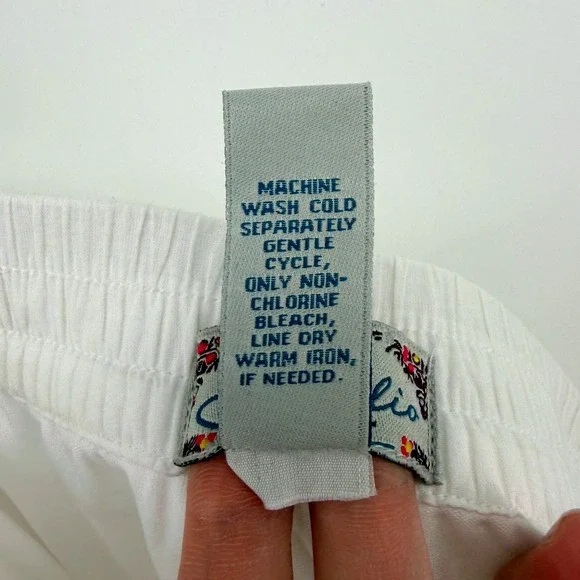 MACHINE
WASH COLD
SEPARATELY
GENTLE
CYCLE,
ONLY NON-
CHLORINE
BLEACH,
LINE DRY
WARM IRON,
IF NEEDED.